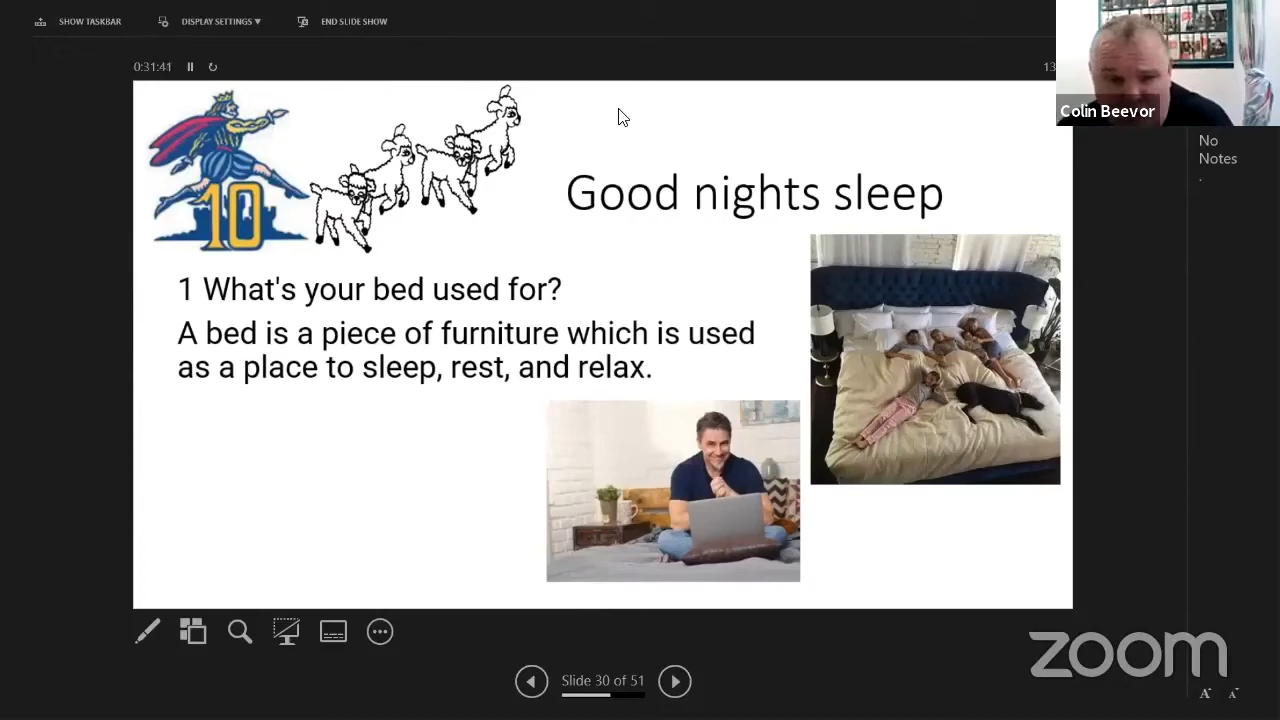 SHOW TASKBAR
DISPLAY SETTINGS ▼
END SLIDE SHOW
0:31:41
13
Colin Beevor
No
Notes
.
10
Good nights sleep
1 What's your bed used for?
A bed is a piece of furniture which is used
as a place to sleep, rest, and relax.
zoom
Slide 30 of 51
A
A